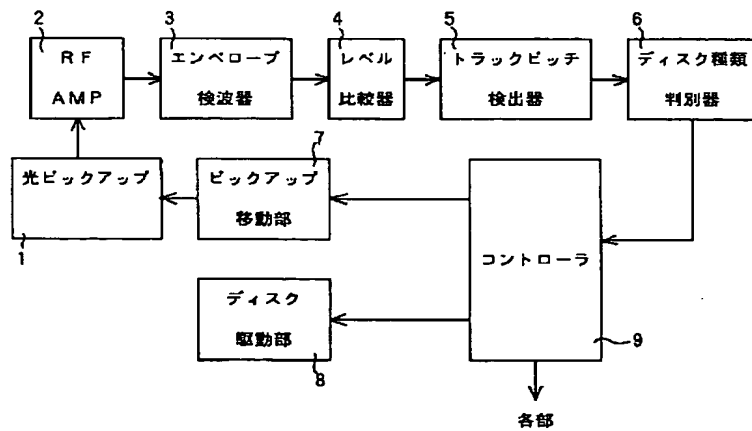 2
RF
AMP
3
エンベロープ
検波器
4
レベル
比較器
5
トラックピッチ
検出器
6
ディスク種類
判別器
光ピックアップ
1
7
ピックアップ
移動部
ディスク
駆動部
8
コントローラ
9
各部